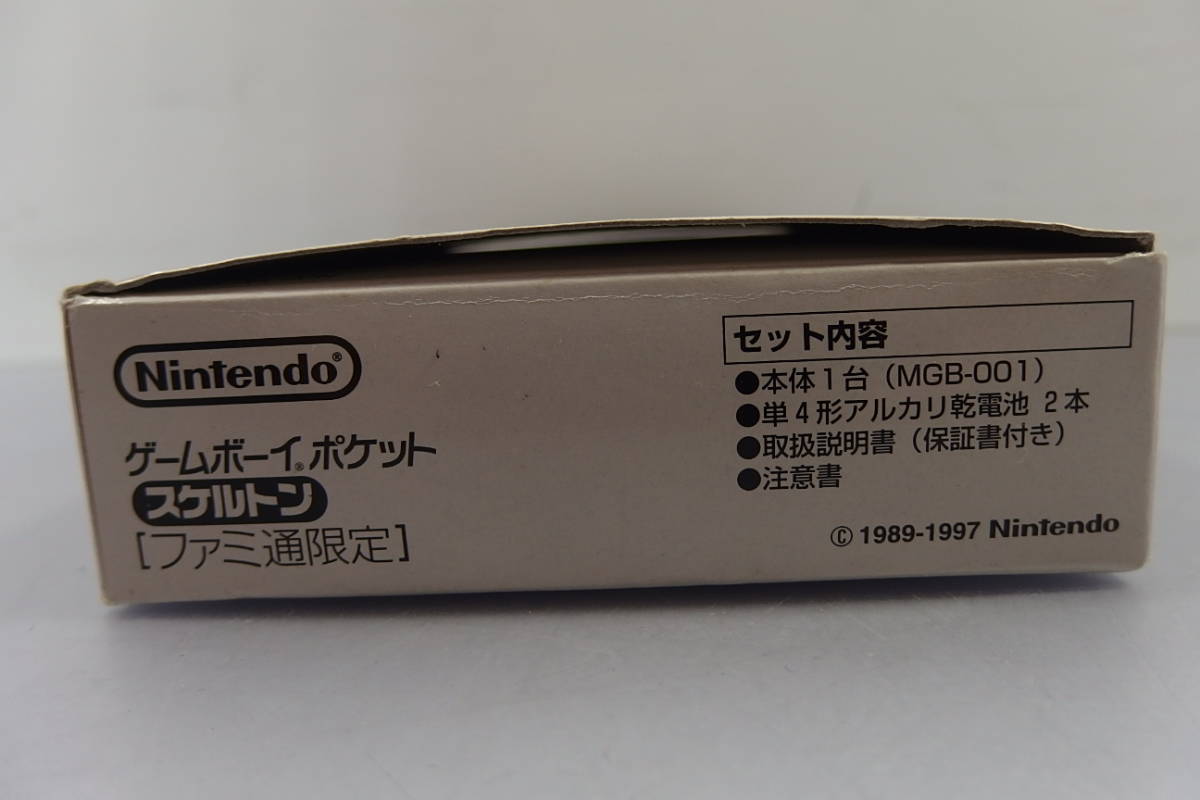 Nintendo®
ゲームボーイ®ポケット
スケルトン
[ファミ通限定]
セット内容
●本体1台（MGB-001）
●単4形アルカリ乾電池 2本
●取扱説明書（保証書付き）
●注意書
© 1989-1997 Nintendo